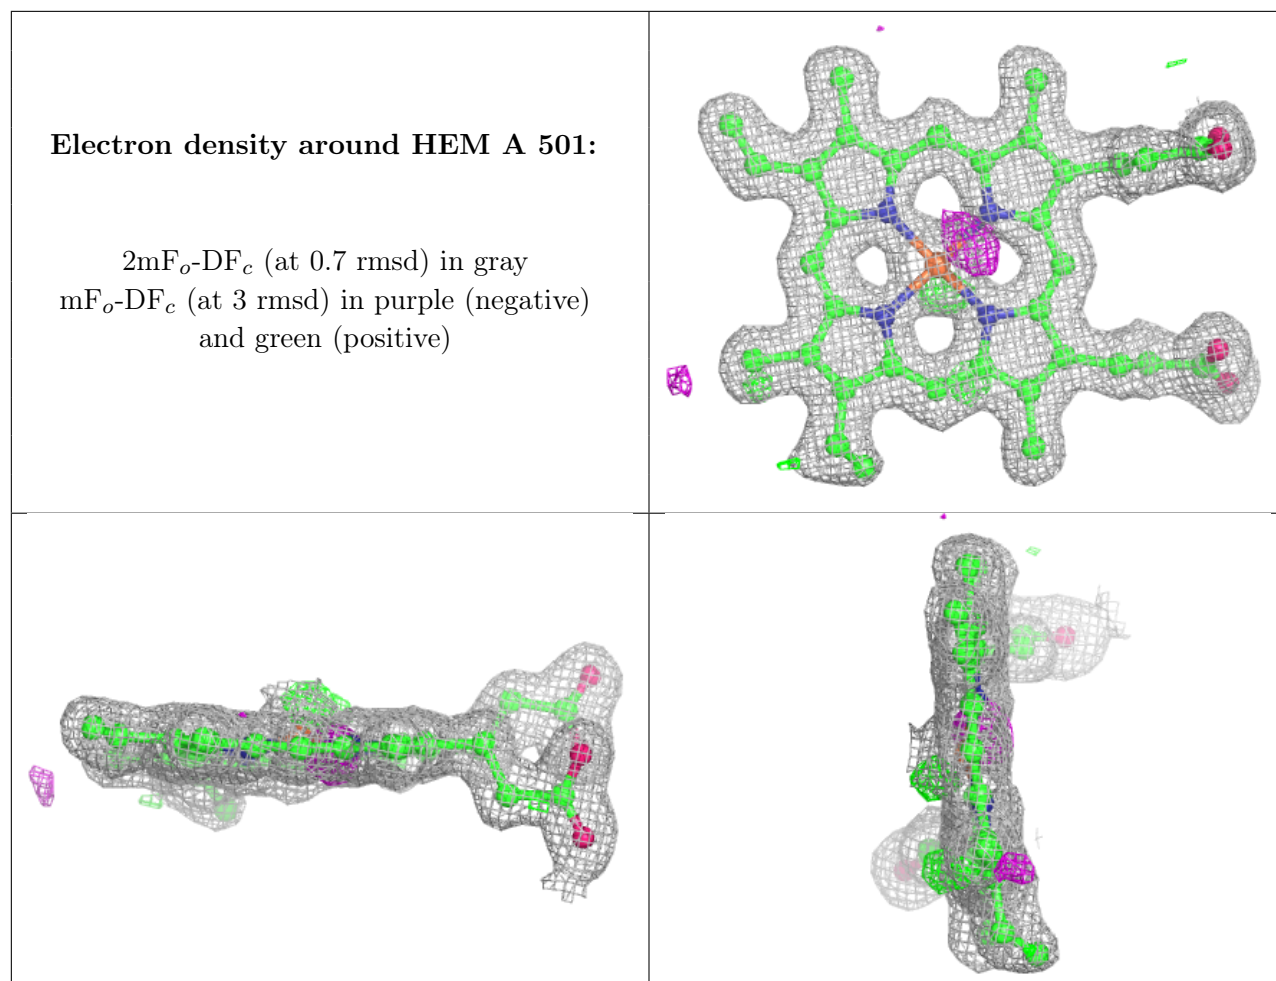 Electron density around HEM A 501:
2mFo-DFc (at 0.7 rmsd) in gray
mFo-DFc (at 3 rmsd) in purple (negative)
and green (positive)